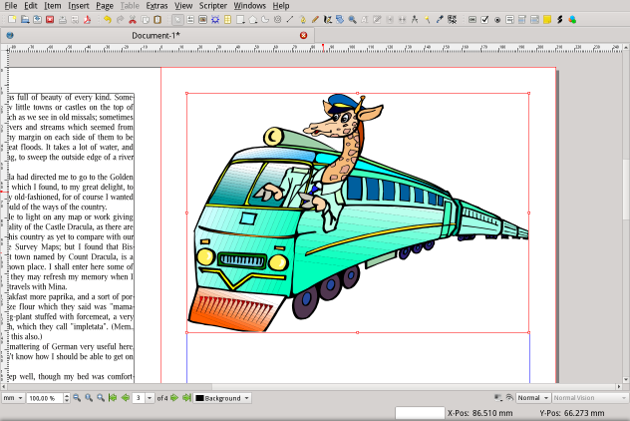 File Edit Item Insert Page Table Extras View Scripter Windows Help
Document-1*
s full of beauty of every kind. Some-
little towns or castles on the top of
ch as we see in old missals; sometimes
vers and streams which seemed from
y margin on each side of them to be
eat floods. It takes a lot of water, and
ng, to sweep the outside edge of a river
la had directed me to go to the Golden
which I found, to my great delight, to
old-fashioned, for of course I wanted
ould of the ways of the country.
le to light on any map or work giving
ality of the Castle Dracula, as there are
his country as yet to compare with our
Survey Maps; but I found that Bis-
t town named by Count Dracula, is a
own place. I shall enter here some of
they may refresh my memory when I
travels with Mina.
akfast more paprika, and a sort of por-
ze flour which they said was "mama-
g-plant stuffed with forcemeat, a very
h, which they call "impletata". (Mem.,
this also.)
mattering of German very useful here,
't know how I should be able to get on
ep well, though my bed was comfort-
mm 100,00 % 3 of 4 Background Normal Normal Vision
X-Pos: 86.510 mm Y-Pos: 66.273 mm